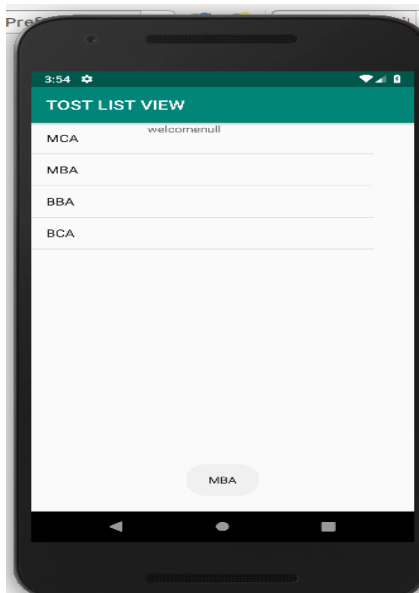 Pref
3:54
TOST LIST VIEW
welcomenull
MCA
MBA
BBA
BCA
MBA